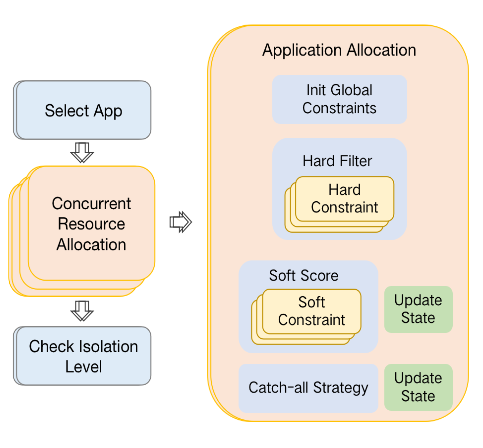 Select App
Concurrent
Resource
Allocation
Check Isolation
Level
Application Allocation
Init Global
Constraints
Hard Filter
Hard
Constraint
Soft Score
Soft
Constraint
Update
State
Catch-all Strategy
Update
State